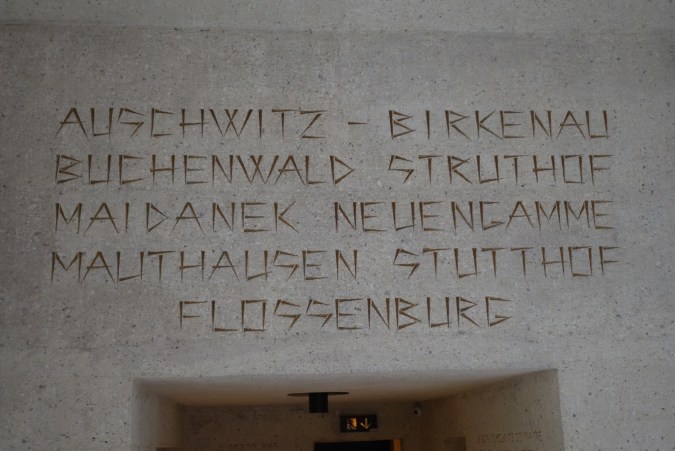 AUSCHWITZ - BIRKENAU
BUCHENWALD STRUTHOF
MAIDANEK NEUENGAMME
MAUTHAUSEN STUTTHOF
FLOSSENBURG